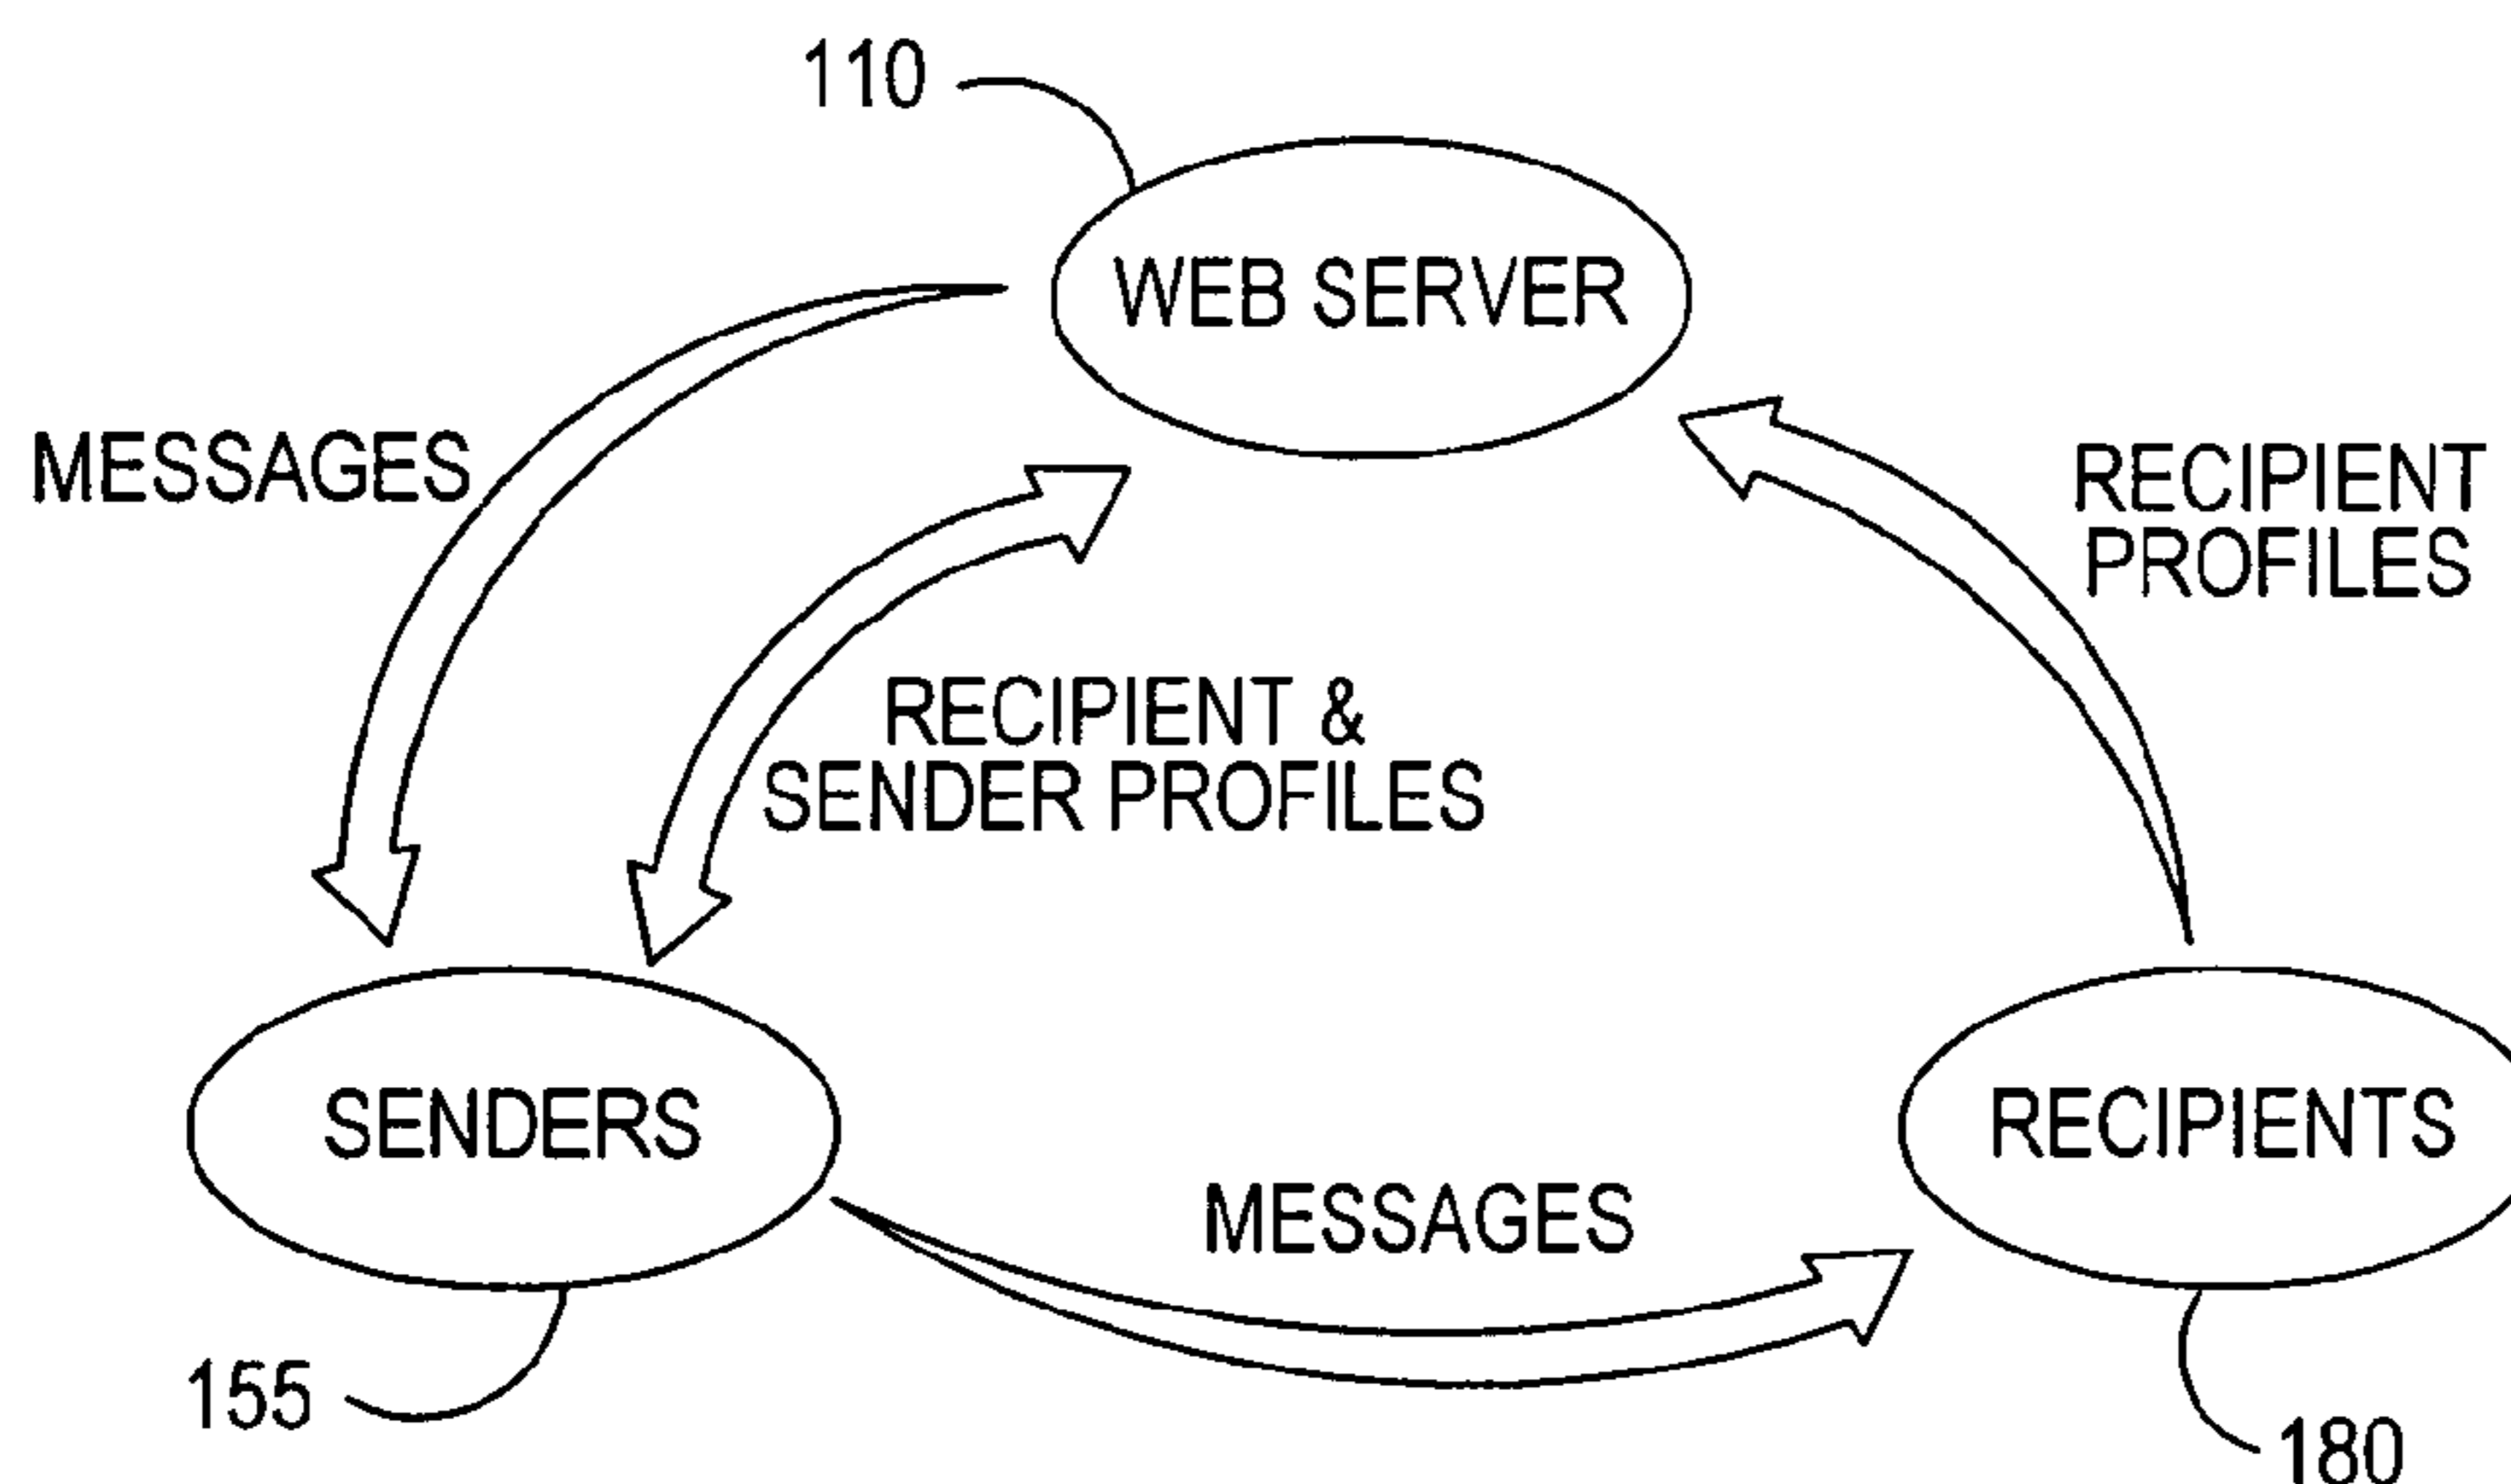 110
WEB SERVER
MESSAGES
RECIPIENT
PROFILES
RECIPIENT &
SENDER PROFILES
SENDERS
RECIPIENTS
MESSAGES
155
180